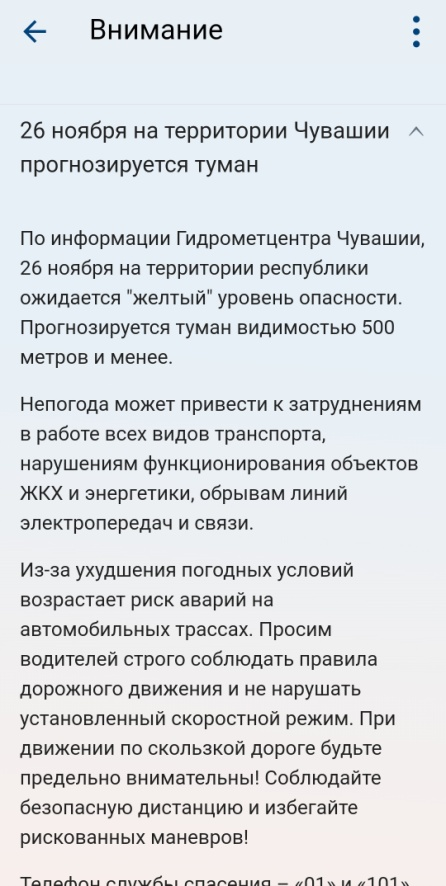 Внимание
26 ноября на территории Чувашии
прогнозируется туман
По информации Гидрометцентра Чувашии,
26 ноября на территории республики
ожидается "желтый" уровень опасности.
Прогнозируется туман видимостью 500
метров и менее.
Непогода может привести к затруднениям
в работе всех видов транспорта,
нарушениям функционирования объектов
ЖКХ и энергетики, обрывам линий
электропередач и связи.
Из-за ухудшения погодных условий
возрастает риск аварий на
автомобильных трассах. Просим
водителей строго соблюдать правила
дорожного движения и не нарушать
установленный скоростной режим. При
движении по скользкой дороге будьте
предельно внимательны! Соблюдайте
безопасную дистанцию и избегайте
рискованных маневров!
Телефон службы спасения – «01» и «101»